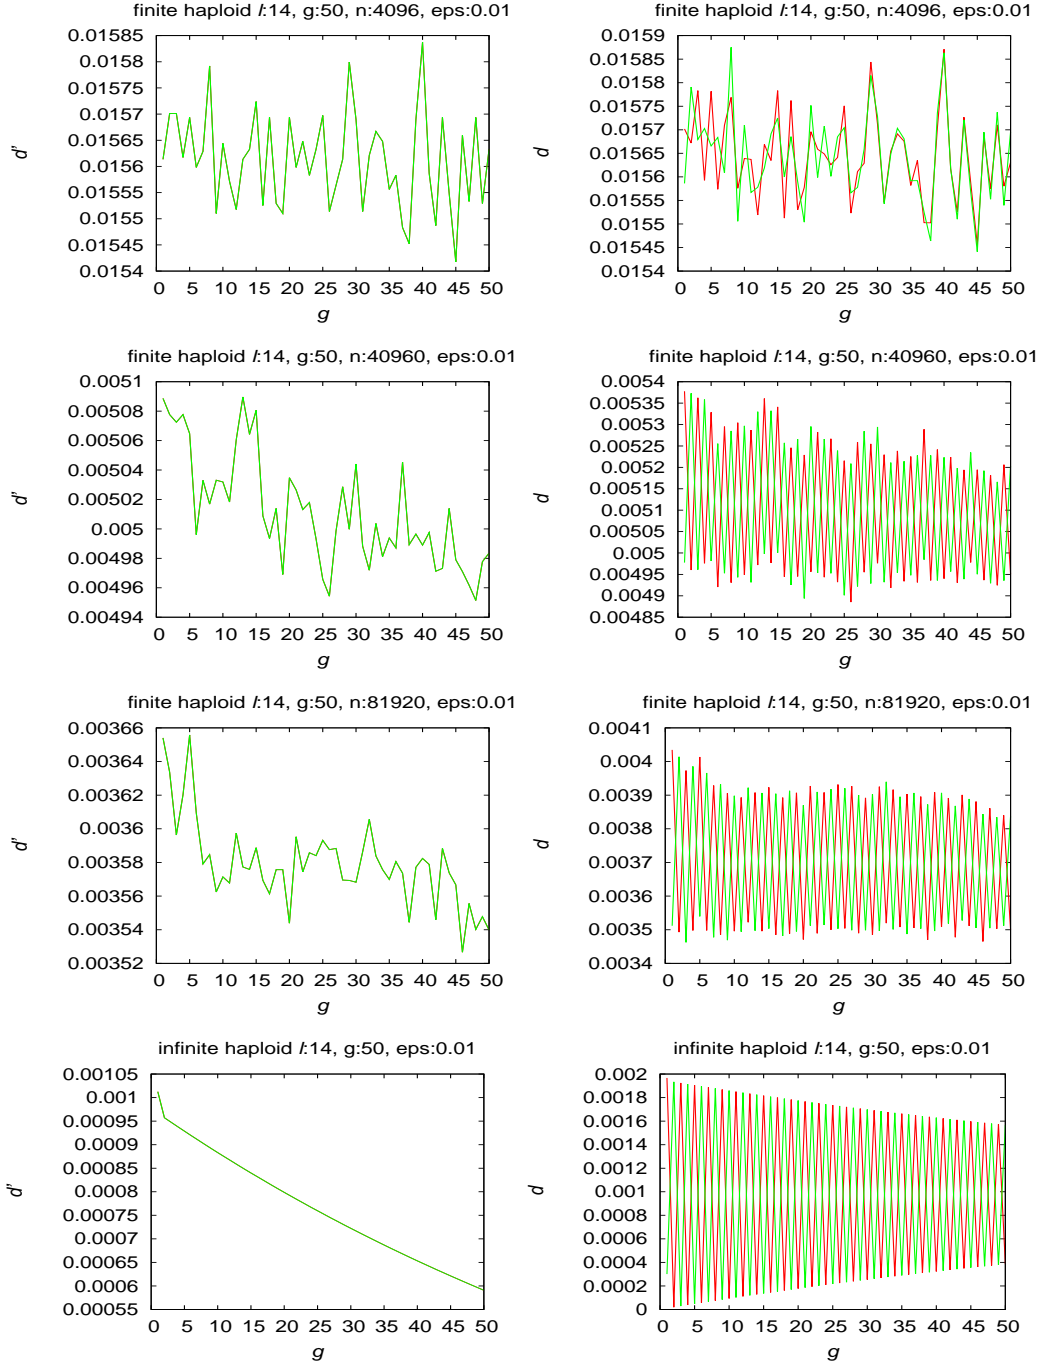 finite haploid l:14, g:50, n:4096, eps:0.01
0.01585
0.0158
0.01575
0.0157
0.01565
0.0156
0.01555
0.0155
0.01545
0.0154
d'
0 5 10 15 20 25 30 35 40 45 50
g
finite haploid l:14, g:50, n:4096, eps:0.01
0.0159
0.01585
0.0158
0.01575
0.0157
0.01565
0.0156
0.01555
0.0155
0.01545
0.0154
d
0 5 10 15 20 25 30 35 40 45 50
g
finite haploid l:14, g:50, n:40960, eps:0.01
0.0051
0.00508
0.00506
0.00504
0.00502
0.005
0.00498
0.00496
0.00494
d'
0 5 10 15 20 25 30 35 40 45 50
g
finite haploid l:14, g:50, n:40960, eps:0.01
0.0054
0.00535
0.0053
0.00525
0.0052
0.00515
0.0051
0.00505
0.005
0.00495
0.0049
0.00485
d
0 5 10 15 20 25 30 35 40 45 50
g
finite haploid l:14, g:50, n:81920, eps:0.01
0.00366
0.00364
0.00362
0.0036
0.00358
0.00356
0.00354
0.00352
d'
0 5 10 15 20 25 30 35 40 45 50
g
finite haploid l:14, g:50, n:81920, eps:0.01
0.0041
0.004
0.0039
0.0038
0.0037
0.0036
0.0035
0.0034
d
0 5 10 15 20 25 30 35 40 45 50
g
infinite haploid l:14, g:50, eps:0.01
0.00105
0.001
0.00095
0.0009
0.00085
0.0008
0.00075
0.0007
0.00065
0.0006
0.00055
d'
0 5 10 15 20 25 30 35 40 45 50
g
infinite haploid l:14, g:50, eps:0.01
0.002
0.0018
0.0016
0.0014
0.0012
0.001
0.0008
0.0006
0.0004
0.0002
0
d
0 5 10 15 20 25 30 35 40 45 50
g